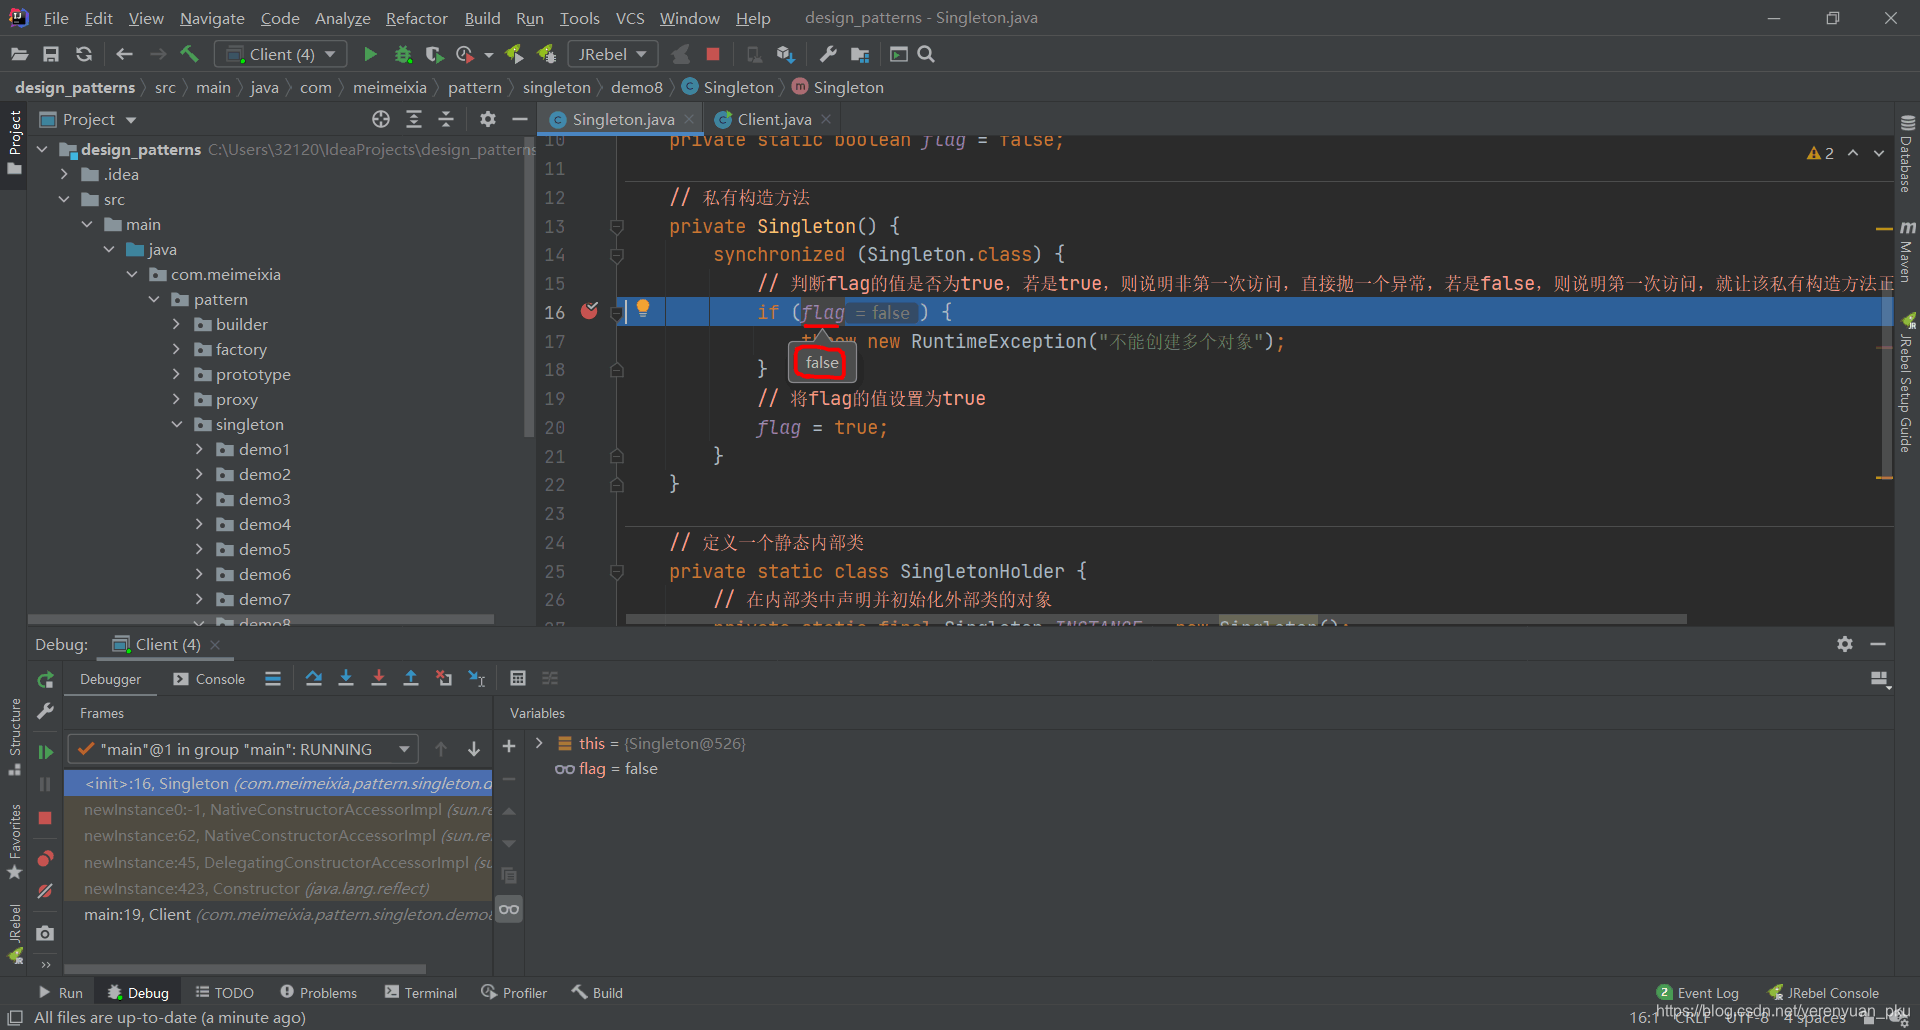 File Edit View Navigate Code Analyze Refactor Build Run Tools VCS Window Help design_patterns - Singleton.java
Client (4) JRebel
design_patterns src main java com meimeixia pattern singleton demo8 Singleton Singleton
Project
Project
Singleton.java
Client.java
design_patterns C:\Users\32120\IdeaProjects\design_patterns
.idea
src
main
java
com.meimeixia
pattern
builder
factory
prototype
proxy
singleton
demo1
demo2
demo3
demo4
demo5
demo6
demo7
demo8
2
10 private static boolean flag = false;
11
12 // 私有构造方法
13 private Singleton() {
14 synchronized (Singleton.class) {
15 // 判断flag的值是否为true，若是true，则说明非第一次访问，直接抛一个异常，若是false，则说明第一次访问，就让该私有构造方法正
16 if (flag = false ) {
17 throw new RuntimeException("不能创建多个对象");
false
18 }
19 // 将flag的值设置为true
20 flag = true;
21 }
22 }
23
24 // 定义一个静态内部类
25 private static class SingletonHolder {
26 // 在内部类中声明并初始化外部类的对象
27 private static final Singleton INSTANCE = new Singleton();
Database
Maven
JRebel Setup Guide
Debug: Client (4)
Debugger Console
Frames
Variables
"main"@1 in group "main": RUNNING
<init>:16, Singleton (com.meimeixia.pattern.singleton.d
newInstance0:-1, NativeConstructorAccessorImpl (sun.re
newInstance:62, NativeConstructorAccessorImpl (sun.re
newInstance:45, DelegatingConstructorAccessorImpl (su
newInstance:423, Constructor (java.lang.reflect)
main:19, Client (com.meimeixia.pattern.singleton.demo
this = {Singleton@526}
flag = false
Structure
Favorites
JRebel
Run Debug TODO Problems Terminal Profiler Build
2 Event Log JRebel Console
All files are up-to-date (a minute ago)
16:1 CRLF UTF-8 4 spaces
https://blog.csdn.net/yerenyuan_pku